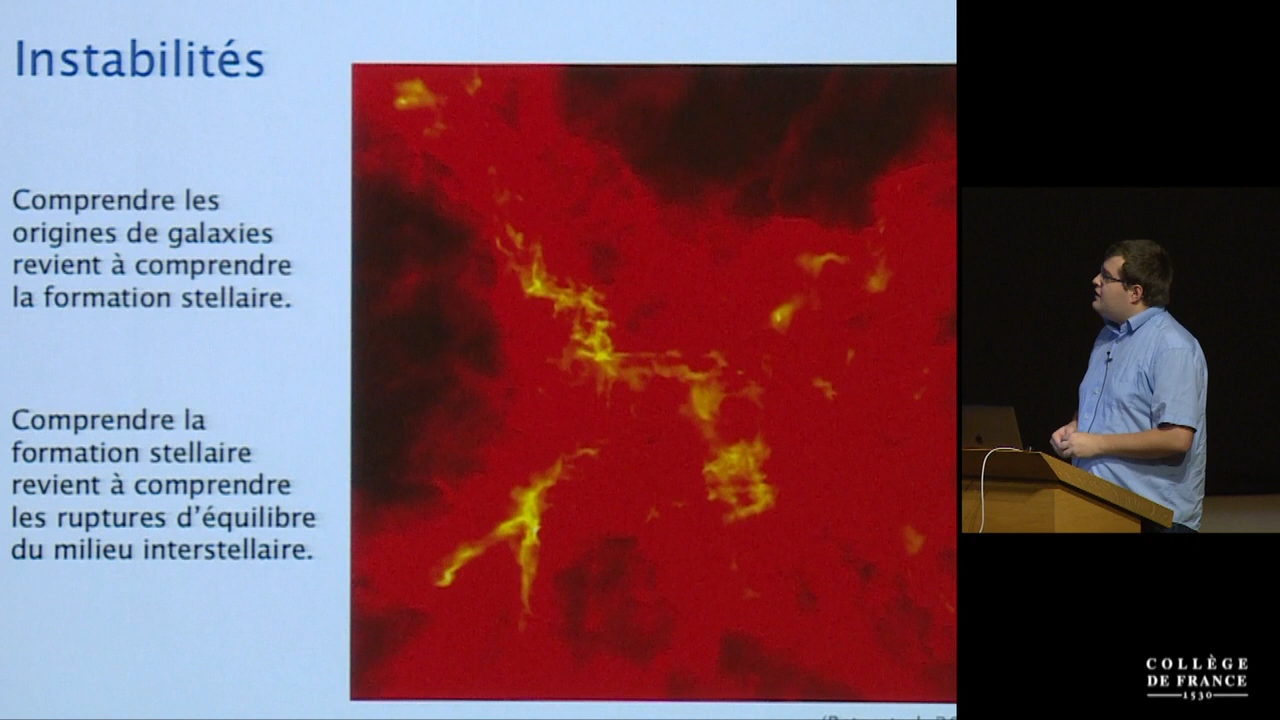 Instabilités
Comprendre les
origines de galaxies
revient à comprendre
la formation stellaire.
Comprendre la
formation stellaire
revient à comprendre
les ruptures d’équilibre
du milieu interstellaire.
COLLÈGE
DE FRANCE
1530